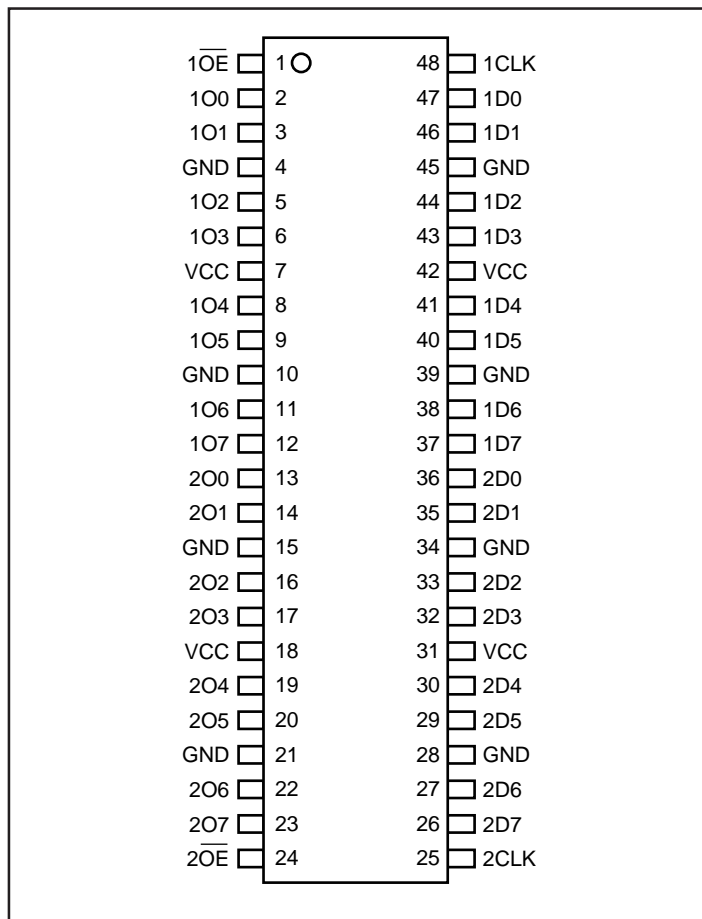 1O̅E̅ 1 48 1CLK
1O0 2 47 1D0
1O1 3 46 1D1
GND 4 45 GND
1O2 5 44 1D2
1O3 6 43 1D3
VCC 7 42 VCC
1O4 8 41 1D4
1O5 9 40 1D5
GND 10 39 GND
1O6 11 38 1D6
1O7 12 37 1D7
2O0 13 36 2D0
2O1 14 35 2D1
GND 15 34 GND
2O2 16 33 2D2
2O3 17 32 2D3
VCC 18 31 VCC
2O4 19 30 2D4
2O5 20 29 2D5
GND 21 28 GND
2O6 22 27 2D6
2O7 23 26 2D7
2O̅E̅ 24 25 2CLK